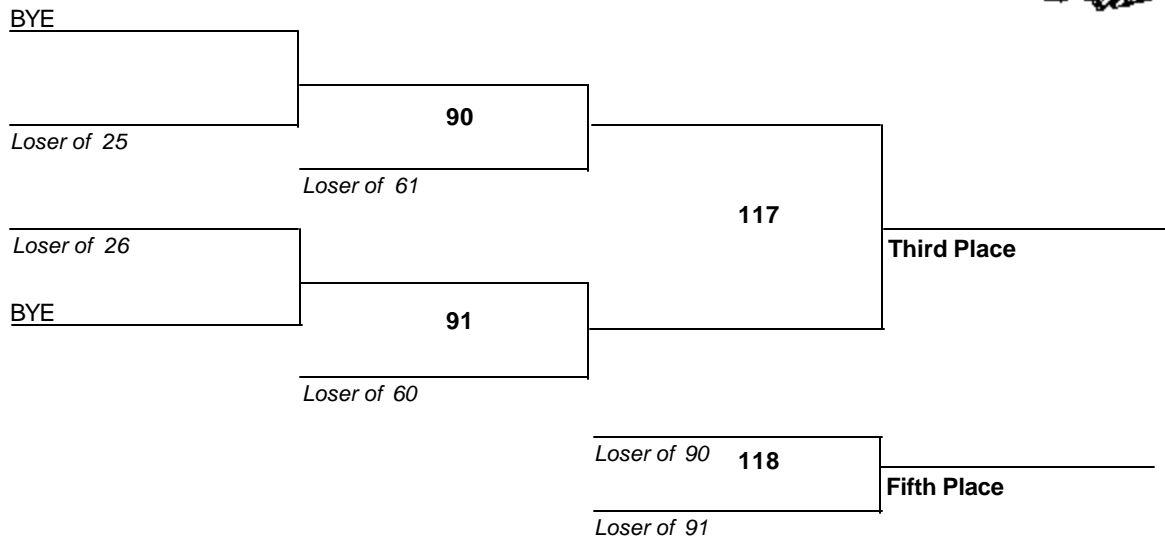 BYE
90
Loser of 25
Loser of 61
117
Loser of 26
Third Place
BYE
91
Loser of 60
Loser of 90
118
Fifth Place
Loser of 91